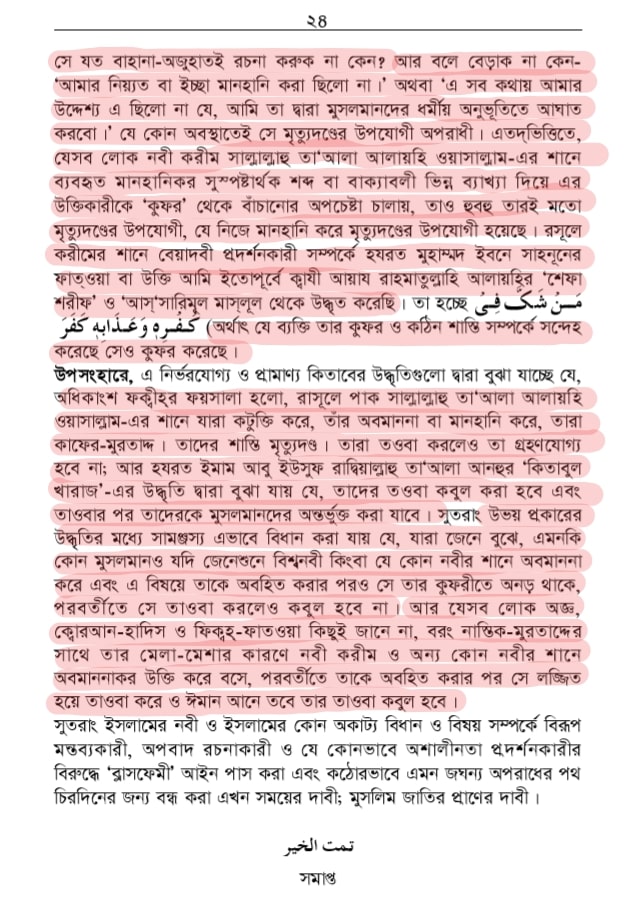 ২৪
সে যত বাহানা-অজুহাতই রচনা করুক না কেন? আর বলে বেড়াক না কেন-
‘আমার নিয়্যত বা ইচ্ছা মানহানি করা ছিলো না।’ অথবা ‘এ সব কথায় আমার
উদ্দেশ্য এ ছিলো না যে, আমি তা দ্বারা মুসলমানদের ধর্মীয় অনুভূতিতে আঘাত
করবো।’ যে কোন অবস্থাতেই সে মৃত্যুদণ্ডের উপযোগী অপরাধী। এতদ্ভিত্তিতে,
যেসব লোক নবী করীম সাল্লাল্লাহু তা‘আলা আলায়হি ওয়াসাল্লাম-এর শানে
ব্যবহৃত মানহানিকর সুস্পষ্টার্থক শব্দ বা বাক্যাবলী ভিন্ন ব্যাখ্যা দিয়ে এর
উক্তিকারীকে ‘কুফর’ থেকে বাঁচানোর অপচেষ্টা চালায়, তাও হুবহু তারই মতো
মৃত্যুদণ্ডের উপযোগী, যে নিজে মানহানি করে মৃত্যুদণ্ডের উপযোগী হয়েছে। রসূলে
করীমের শানে বেয়াদবী প্রদর্শনকারী সম্পর্কে হযরত মুহাম্মদ ইবনে সাহনূনের
ফাত্ওয়া বা উক্তি আমি ইতোপূর্বে ক্বাযী আয়ায রাহমাতুল্লাহি আলায়হির ‘শেফা
শরীফ’ ও ‘আস্‘সারিমুল মাস্লূল থেকে উদ্ধৃত করেছি। তা হচ্ছে مَنْ شَكَّ فِىْ
كُفْرِهٖ وَعَذَابِهٖ كَفَرَ (অর্থাৎ যে ব্যক্তি তার কুফর ও কঠিন শাস্তি সম্পর্কে সন্দেহ
করেছে সেও কুফর করেছে।
উপসংহারে, এ নির্ভরযোগ্য ও প্রামাণ্য কিতাবের উদ্ধৃতিগুলো দ্বারা বুঝা যাচ্ছে যে,
অধিকাংশ ফক্বীহ্র ফয়সালা হলো, রাসূলে পাক সাল্লাল্লাহু তা‘আলা আলায়হি
ওয়াসাল্লাম-এর শানে যারা কটূক্তি করে, তাঁর অবমাননা বা মানহানি করে, তারা
কাফের-মুরতাদ্দ। তাদের শাস্তি মৃত্যুদণ্ড। তারা তওবা করলেও তা গ্রহণযোগ্য
হবে না; আর হযরত ইমাম আবু ইউসুফ রাদ্বিয়াল্লাহু তা‘আলা আনহুর ‘কিতাবুল
খারাজ’-এর উদ্ধৃতি দ্বারা বুঝা যায় যে, তাদের তওবা কবুল করা হবে এবং
তাওবার পর তাদেরকে মুসলমানদের অন্তর্ভুক্ত করা যাবে। সুতরাং উভয় প্রকারের
উদ্ধৃতির মধ্যে সামঞ্জস্য এভাবে বিধান করা যায় যে, যারা জেনে বুঝে, এমনকি
কোন মুসলমানও যদি জেনেশুনে বিশ্বনবী কিংবা যে কোন নবীর শানে অবমাননা
করে এবং এ বিষয়ে তাকে অবহিত করার পরও সে তার কুফরীতে অনড় থাকে,
পরবর্তীতে সে তাওবা করলেও কবুল হবে না। আর যেসব লোক অজ্ঞ,
ক্বোরআন-হাদিস ও ফিক্বহ্-ফাতওয়া কিছুই জানে না, বরং নাস্তিক-মুরতাদ্দের
সাথে তার মেলা-মেশার কারণে নবী করীম ও অন্য কোন নবীর শানে
অবমাননাকর উক্তি করে বসে, পরবর্তীতে তাকে অবহিত করার পর সে লজ্জিত
হয়ে তাওবা করে ও ঈমান আনে তবে তার তাওবা কবুল হবে।
সুতরাং ইসলামের নবী ও ইসলামের কোন অকাট্য বিধান ও বিষয় সম্পর্কে বিরূপ
মন্তব্যকারী, অপবাদ রচনাকারী ও যে কোনভাবে অশালীনতা প্রদর্শনকারীর
বিরুদ্ধে ‘ব্লাসফেমী’ আইন পাস করা এবং কঠোরভাবে এমন জঘন্য অপরাধের পথ
চিরদিনের জন্য বন্ধ করা এখন সময়ের দাবী; মুসলিম জাতির প্রাণের দাবী।
تمت الخير
সমাপ্ত